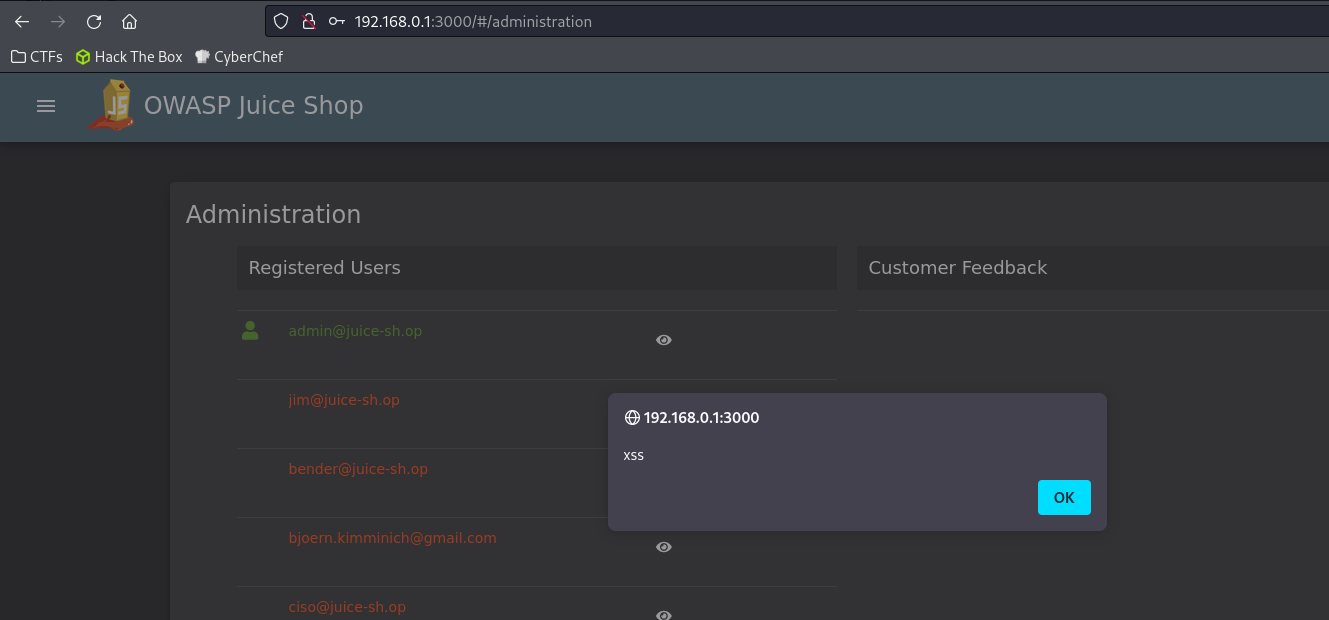 192.168.0.1:3000/#/administration
CTFs Hack The Box CyberChef
JS OWASP Juice Shop
Administration
Registered Users
Customer Feedback
admin@juice-sh.op
jim@juice-sh.op
192.168.0.1:3000
xss
OK
bender@juice-sh.op
bjoern.kimminich@gmail.com
ciso@juice-sh.op